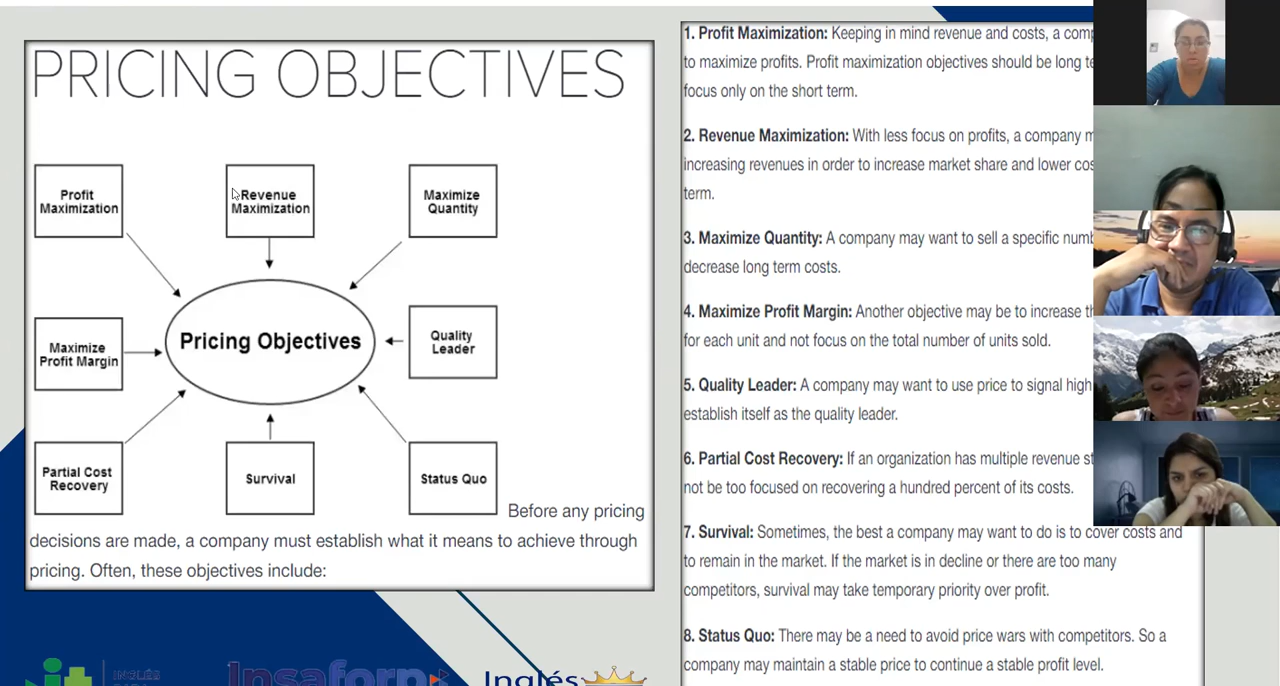 PRICING OBJECTIVES
Profit
Maximization
Revenue
Maximization
Maximize
Quantity
Maximize
Profit Margin
Pricing Objectives
Quality
Leader
Partial Cost
Recovery
Survival
Status Quo
Before any pricing
decisions are made, a company must establish what it means to achieve through
pricing. Often, these objectives include:
1. Profit Maximization: Keeping in mind revenue and costs, a
to maximize profits. Profit maximization objectives should be long
focus only on the short term.
2. Revenue Maximization: With less focus on profits, a company
increasing revenues in order to increase market share and lower
term.
3. Maximize Quantity: A company may want to sell a specific
decrease long term costs.
4. Maximize Profit Margin: Another objective may be to increase
for each unit and not focus on the total number of units sold.
5. Quality Leader: A company may want to use price to signal high
establish itself as the quality leader.
6. Partial Cost Recovery: If an organization has multiple revenue
not be too focused on recovering a hundred percent of its costs.
7. Survival: Sometimes, the best a company may want to do is to cover costs and
to remain in the market. If the market is in decline or there are too many
competitors, survival may take temporary priority over profit.
8. Status Quo: There may be a need to avoid price wars with competitors. So a
company may maintain a stable price to continue a stable profit level.
INGLÉS
Insaforp
Inglés